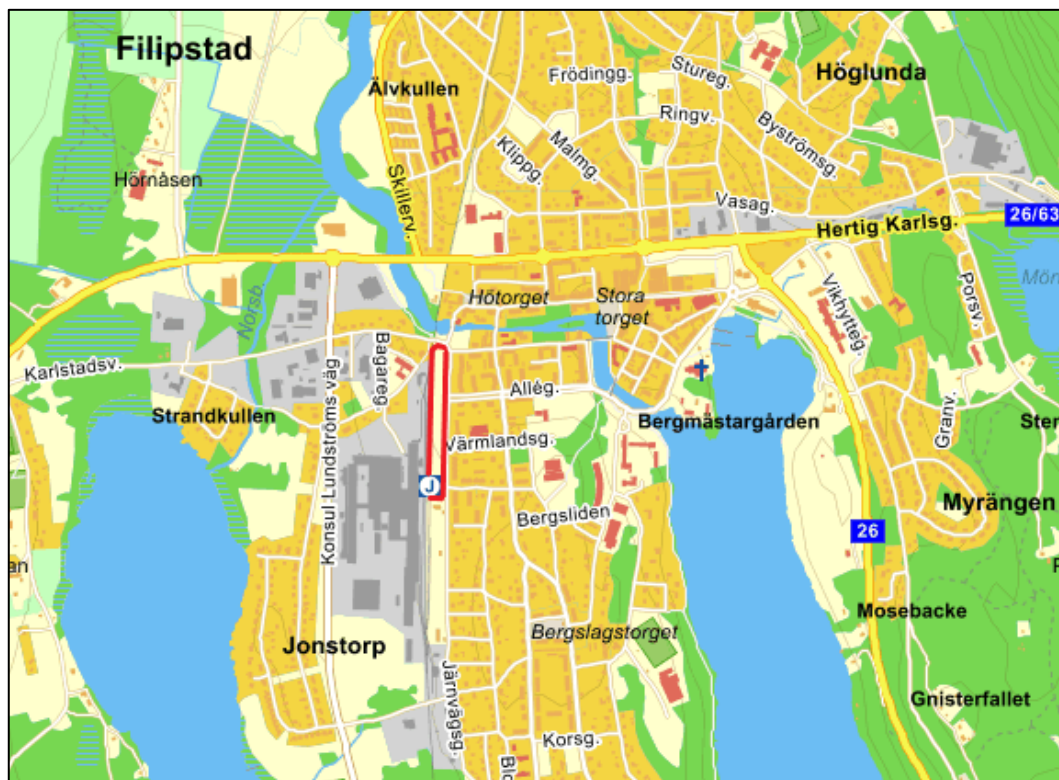 Filipstad
Höglunda
Frödingg.
Stureg.
Älvkullen
Ringv.
Byströmsg.
Malmg.
Klippg.
Hörnåsen
Skillerv.
Vasag.
26/63
Hertig Karlsg.
Norsb.
Hötorget
Stora
torget
Vikhytteg.
Porsv.
Karlstadsv.
Bagareg.
Allég.
Strandkullen
Konsul Lundströms väg
Bergmästargården
Granv.
Värmlandsg.
J
Myrängen
Bergsliden
26
Mosebacke
Jonstorp
Bergslagstorget
Järnvägsg.
Gnisterfallet
Korsg.